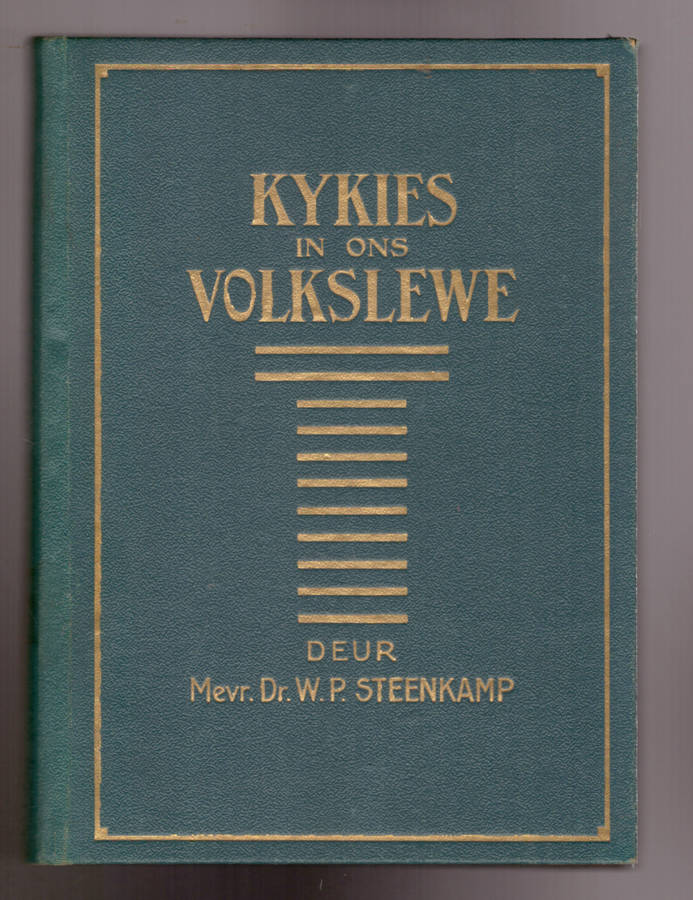 KYKIES
IN ONS
VOLKSLEWE
DEUR
Mevr. Dr. W. P. STEENKAMP